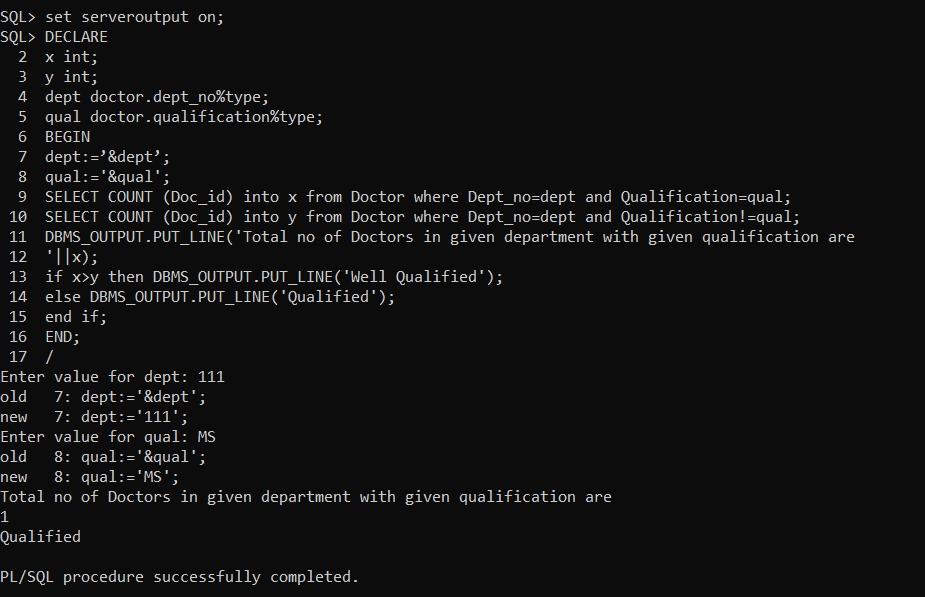 SQL> set serveroutput on;
SQL> DECLARE
  2  x int;
  3  y int;
  4  dept doctor.dept_no%type;
  5  qual doctor.qualification%type;
  6  BEGIN
  7  dept:=’&dept’;
  8  qual:='&qual';
  9  SELECT COUNT (Doc_id) into x from Doctor where Dept_no=dept and Qualification=qual;
 10  SELECT COUNT (Doc_id) into y from Doctor where Dept_no=dept and Qualification!=qual;
 11  DBMS_OUTPUT.PUT_LINE('Total no of Doctors in given department with given qualification are
 12  '||x);
 13  if x>y then DBMS_OUTPUT.PUT_LINE('Well Qualified');
 14  else DBMS_OUTPUT.PUT_LINE('Qualified');
 15  end if;
 16  END;
 17  /
Enter value for dept: 111
old   7: dept:='&dept';
new   7: dept:='111';
Enter value for qual: MS
old   8: qual:='&qual';
new   8: qual:='MS';
Total no of Doctors in given department with given qualification are
1
Qualified
PL/SQL procedure successfully completed.